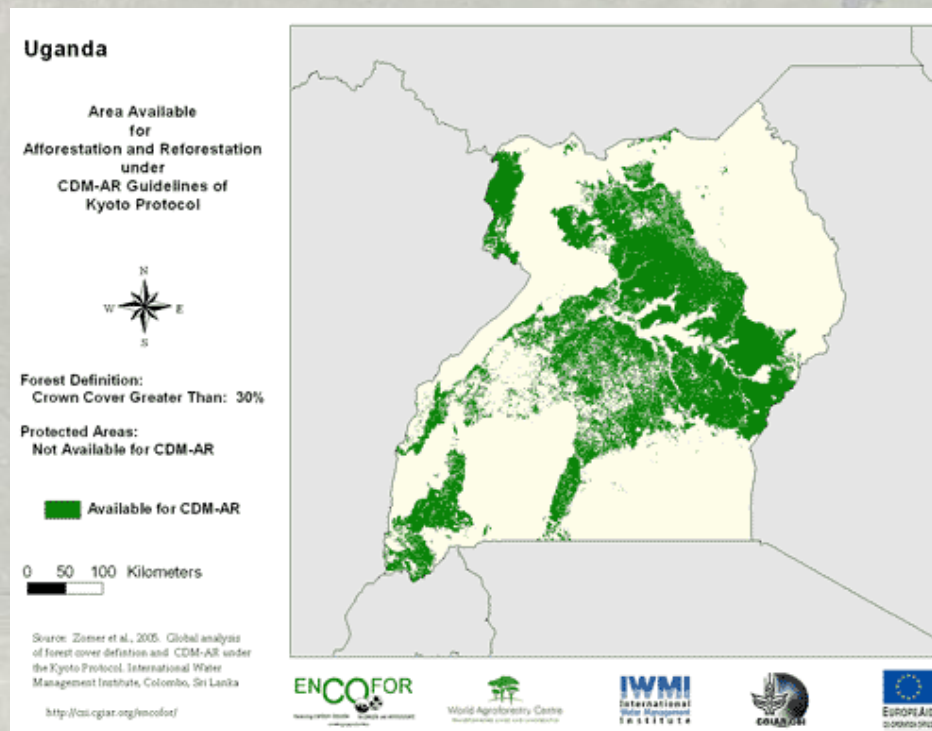 Uganda
Area Available
for
Afforestation and Reforestation
under
CDM-AR Guidelines of
Kyoto Protocol
N
W E
S
Forest Definition:
Crown Cover Greater Than: 30%
Protected Areas:
Not Available for CDM-AR
Available for CDM-AR
0 50 100 Kilometers
Source: Zomer et al., 2005. Global analysis
of forest cover defintion and CDM-AR under
the Kyoto Protocol. International Water
Management Institute, Colombo, Sri Lanka
http://csi.cgiar.org/encofor/
ENCOFOR
World Agroforestry Centre
IWMI
International
Water Management
Institute
CGIAR-CSI
EUROPEAID